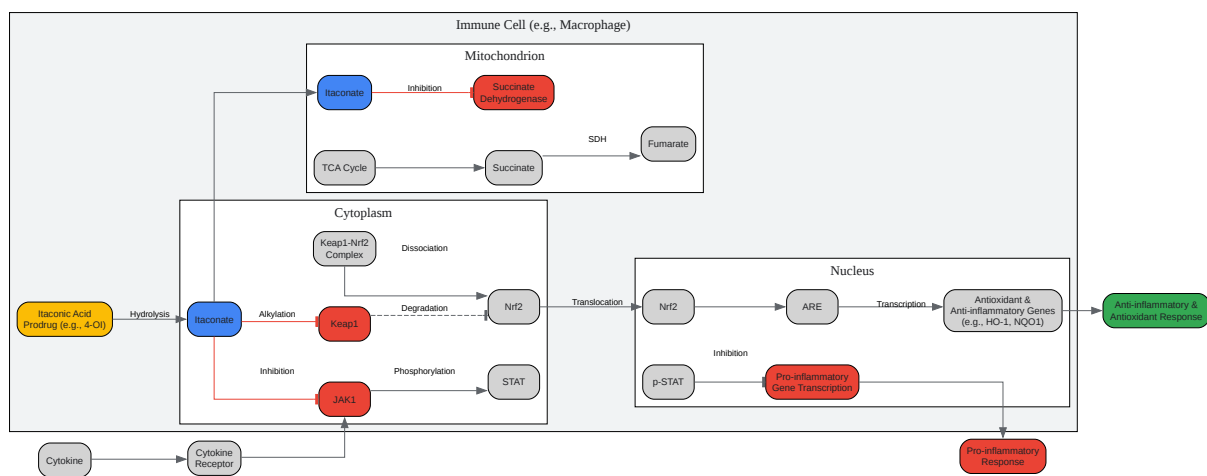 Immune Cell (e.g., Macrophage)
Mitochondrion
Itaconate
Inhibition
Succinate
Dehydrogenase
TCA Cycle
Succinate
SDH
Fumarate
Cytoplasm
Keap1-Nrf2
Complex
Dissociation
Itaconic Acid
Prodrug (e.g., 4-OI)
Hydrolysis
Itaconate
Alkylation
Keap1
Degradation
Nrf2
Translocation
Inhibition
JAK1
Phosphorylation
STAT
Nucleus
Nrf2
ARE
Transcription
Antioxidant &
Anti-inflammatory Genes
(e.g., HO-1, NQO1)
Anti-inflammatory &
Antioxidant Response
p-STAT
Inhibition
Pro-inflammatory
Gene Transcription
Cytokine
Cytokine
Receptor
Pro-inflammatory
Response